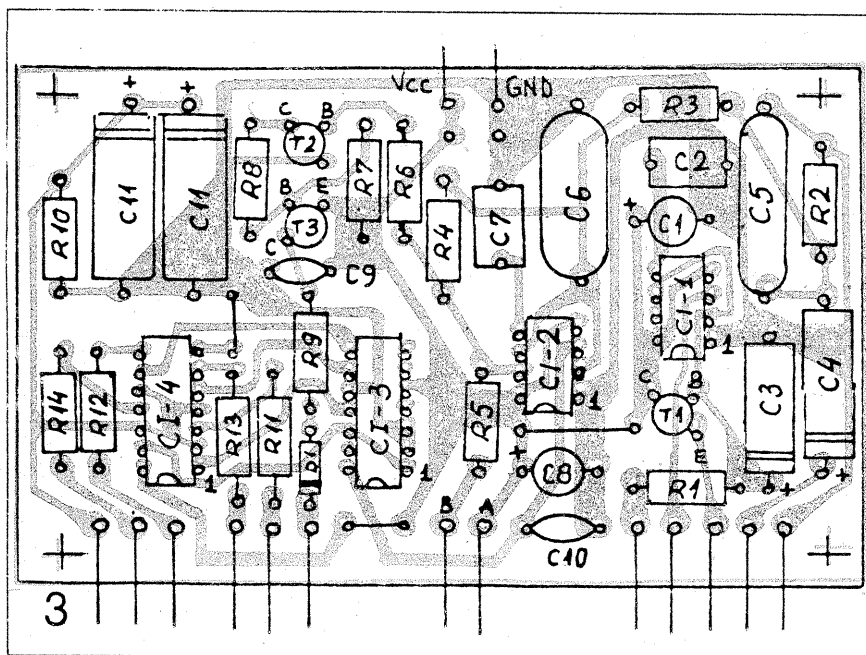 Vcc GND
+ + C B R3
T2
C2
R8 E R7 R6 C6 C5 R2
C11 C11 B E + C1
R10 T3 R4 C7
C
C9
CI-1
R9 CI-2 1
R14 R12 CI-4 R13 R11 CI-3 R5 1 C B C3 C4
T1
1 1 + C8 E
R1 + +
B A
C10
3